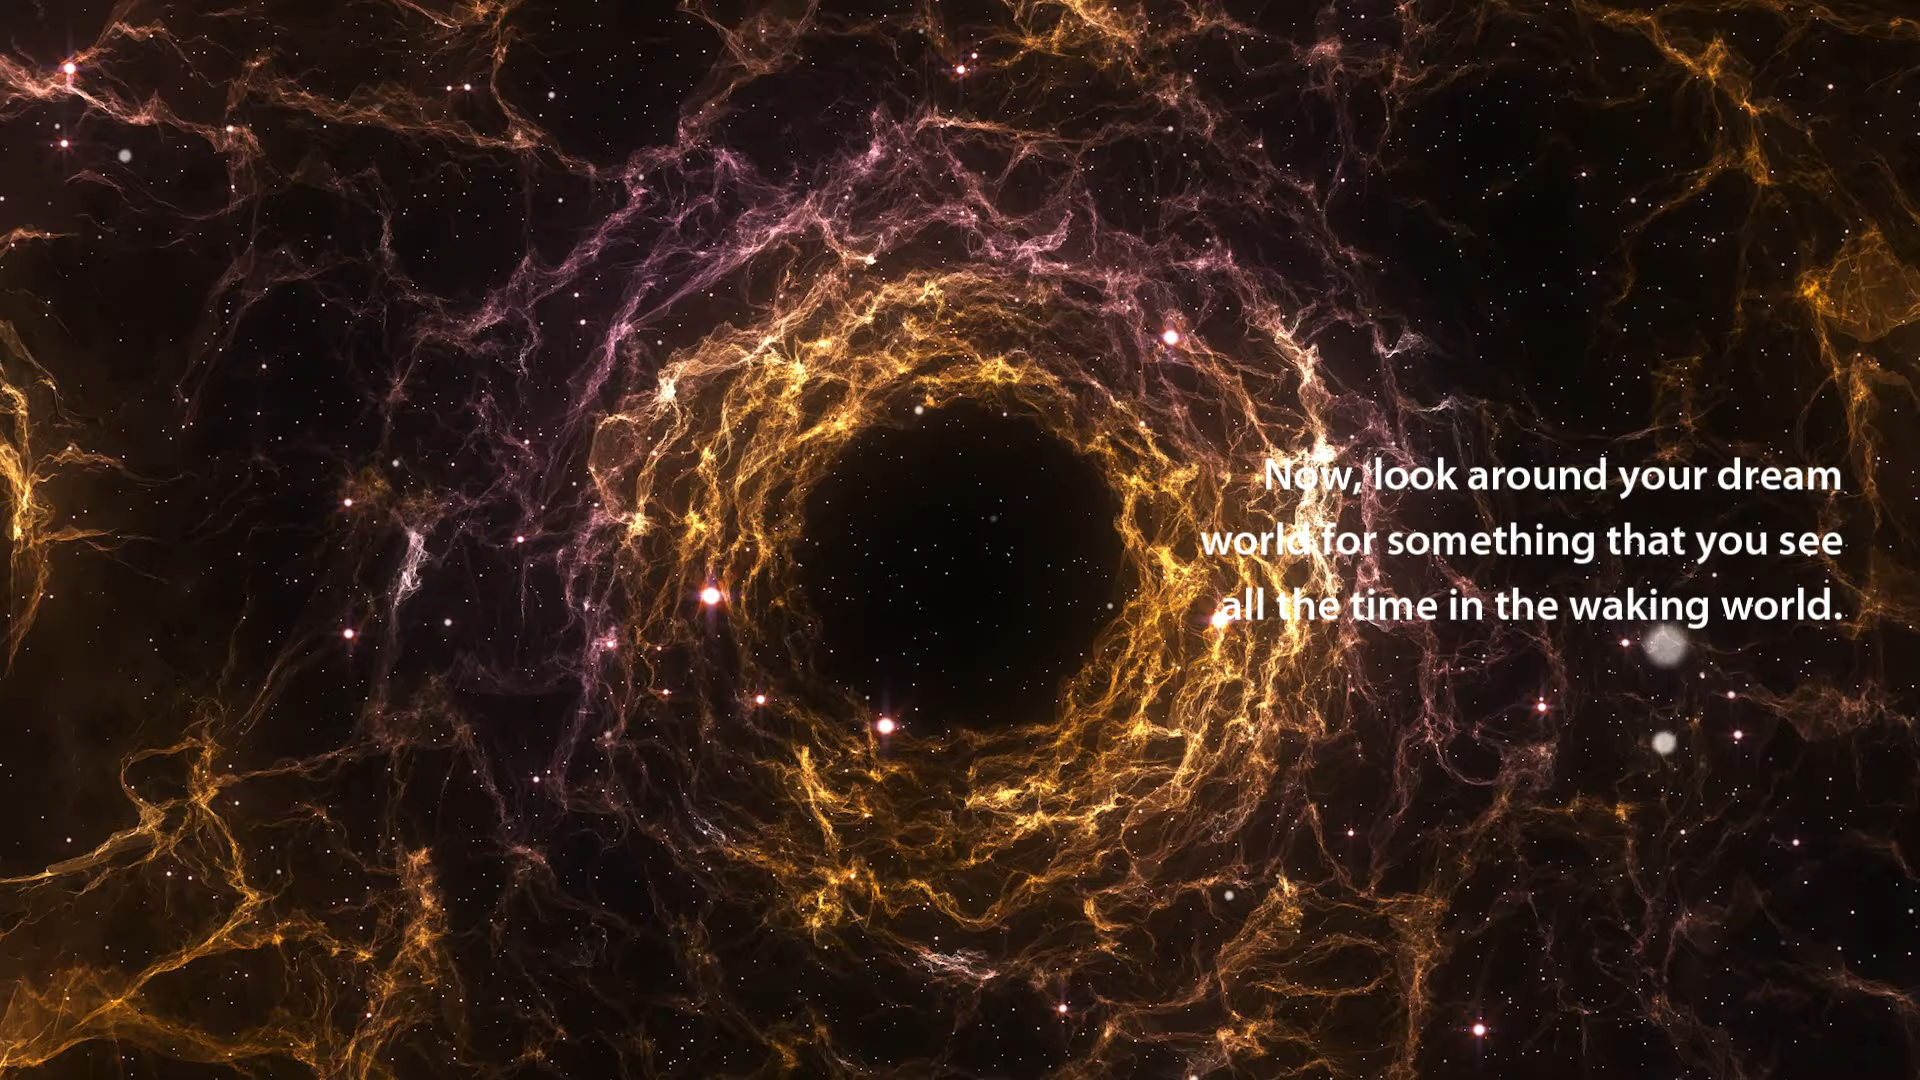 Now, look around your dream
world for something that you see
all the time in the waking world.